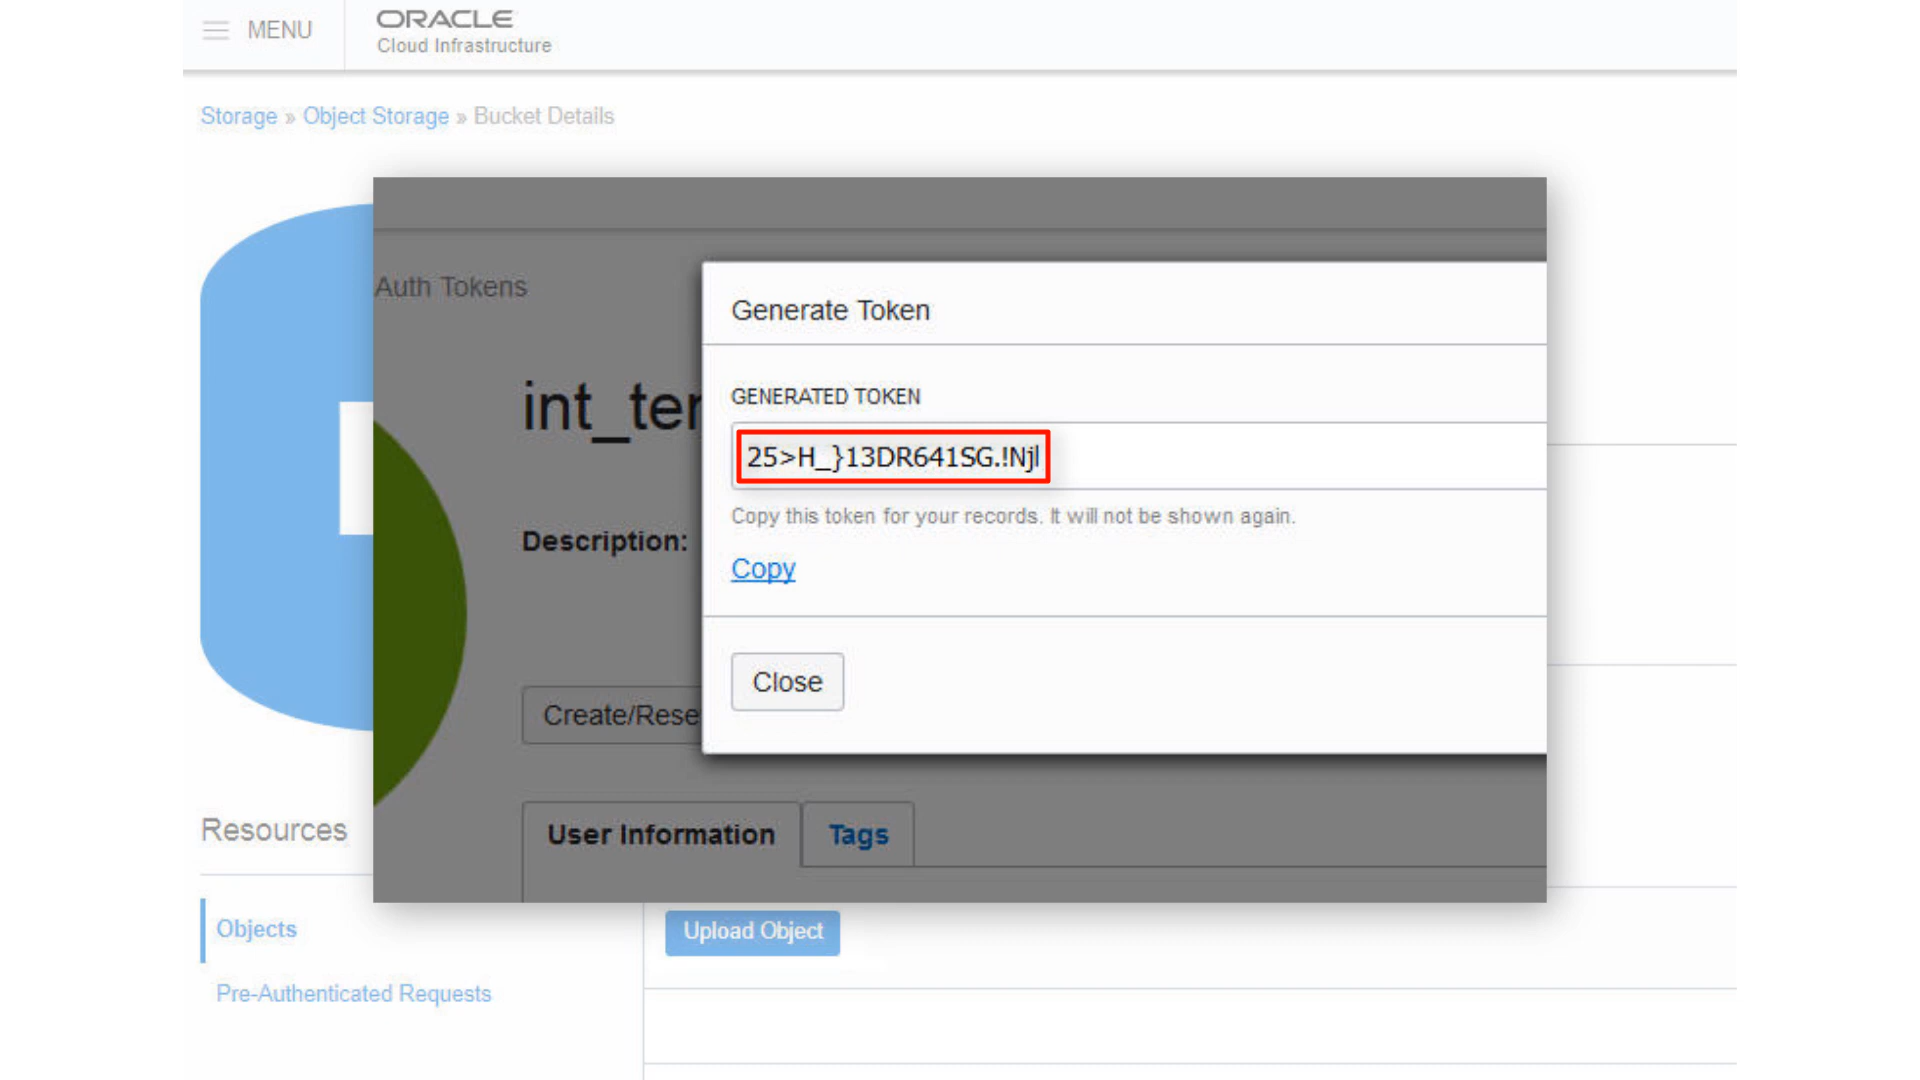 MENU
ORACLE
Cloud Infrastructure
Storage » Object Storage » Bucket Details
Auth Tokens
Generate Token
GENERATED TOKEN
int_ter
25>H_}13DR641SG.!Njl
Copy this token for your records. It will not be shown again.
Description:
Copy
Close
Create/Rese
Resources
User Information
Tags
Objects
Upload Object
Pre-Authenticated Requests